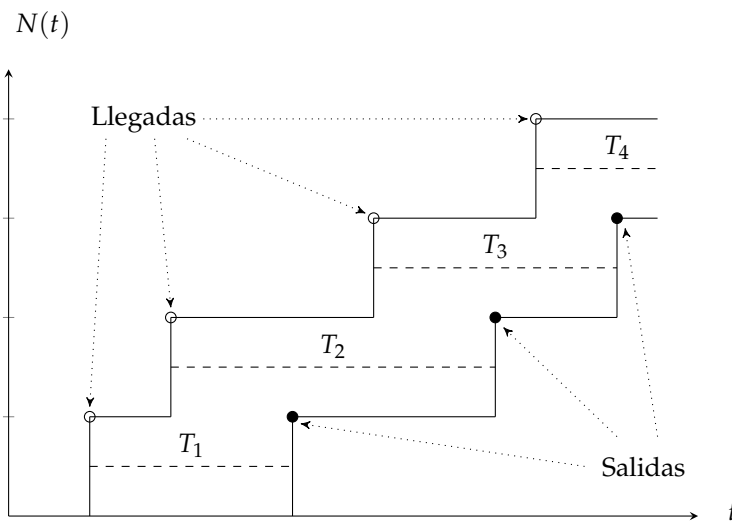 N(t)
Llegadas
T₄
T₃
T₂
T₁
Salidas
t